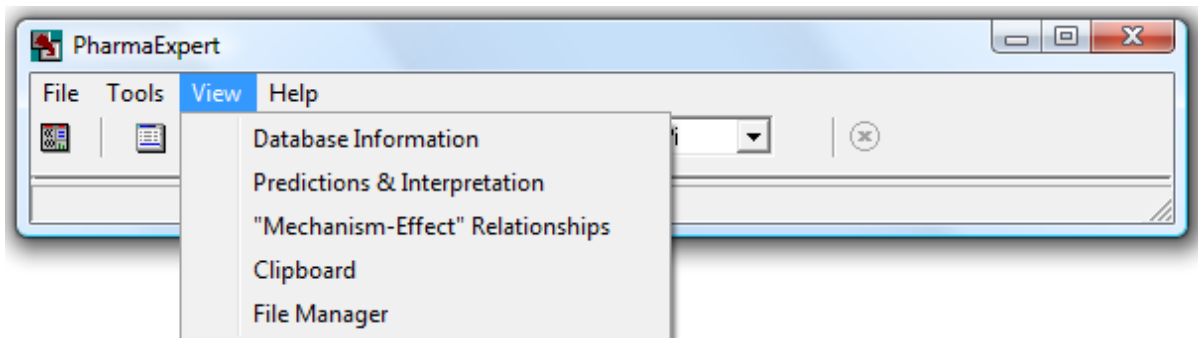 PharmaExpert
File Tools View Help
Database Information
Predictions & Interpretation
"Mechanism-Effect" Relationships
Clipboard
File Manager